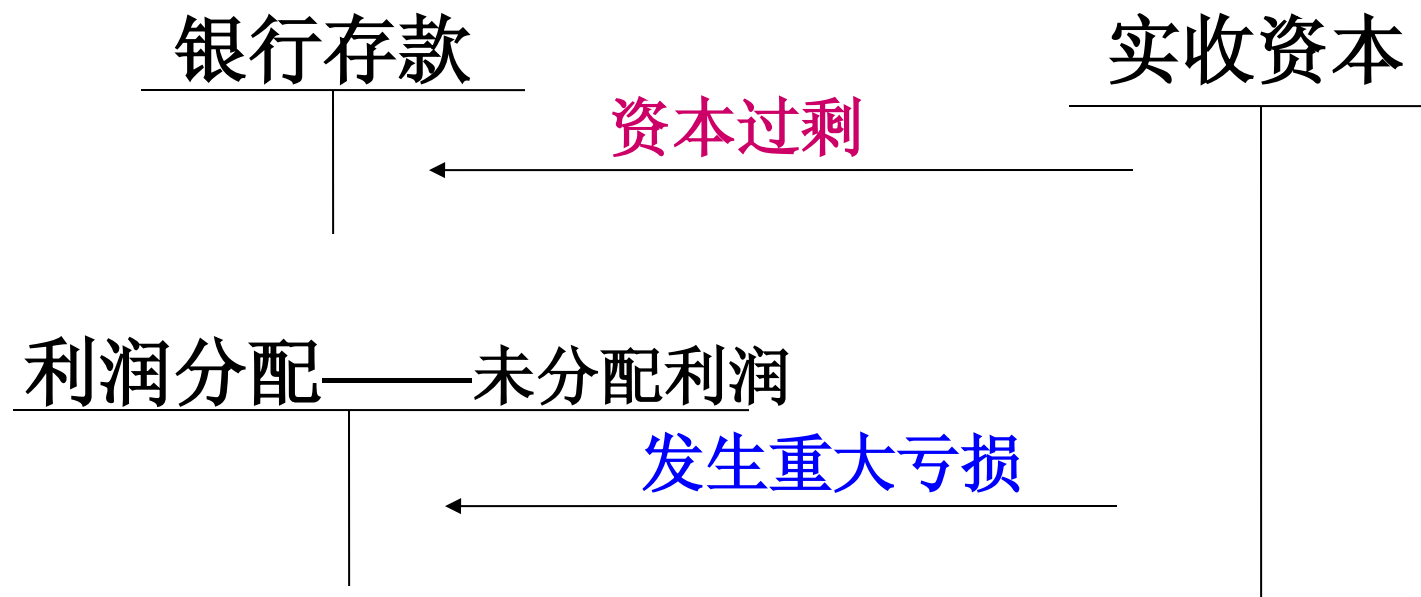 银行存款
实收资本
资本过剩
利润分配——未分配利润
发生重大亏损